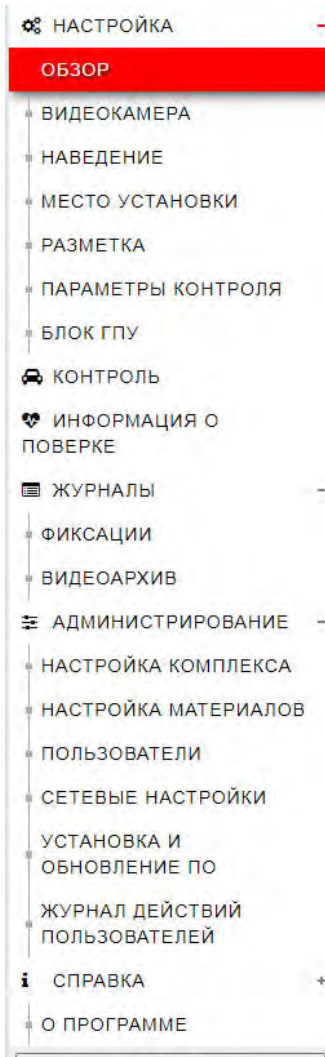 НАСТРОЙКА
ОБЗОР
ВИДЕОКАМЕРА
НАВЕДЕНИЕ
МЕСТО УСТАНОВКИ
РАЗМЕТКА
ПАРАМЕТРЫ КОНТРОЛЯ
БЛОК ГПУ
КОНТРОЛЬ
ИНФОРМАЦИЯ О
ПОВЕРКЕ
ЖУРНАЛЫ
ФИКСАЦИИ
ВИДЕОАРХИВ
АДМИНИСТРИРОВАНИЕ
НАСТРОЙКА КОМПЛЕКСА
НАСТРОЙКА МАТЕРИАЛОВ
ПОЛЬЗОВАТЕЛИ
СЕТЕВЫЕ НАСТРОЙКИ
УСТАНОВКА И
ОБНОВЛЕНИЕ ПО
ЖУРНАЛ ДЕЙСТВИЙ
ПОЛЬЗОВАТЕЛЕЙ
СПРАВКА
О ПРОГРАММЕ